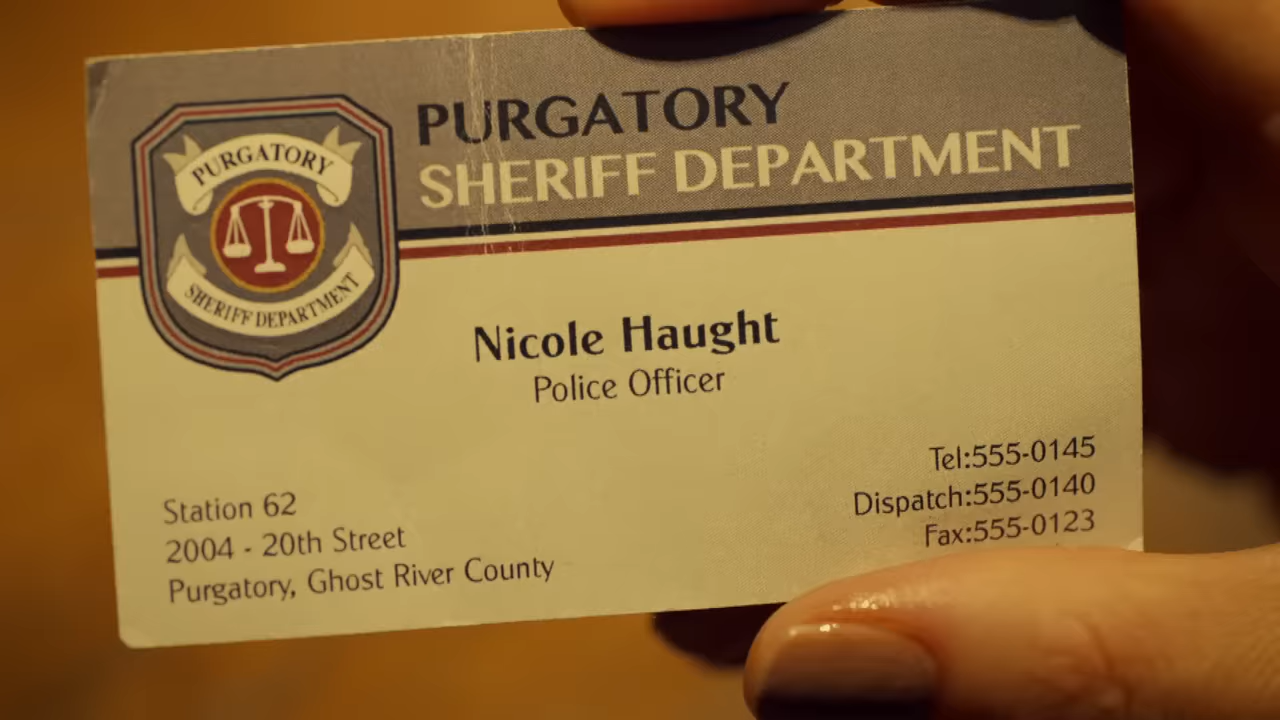 PURGATORY
SHERIFF DEPARTMENT
PURGATORY
SHERIFF DEPARTMENT
Nicole Haught
Police Officer
Station 62
2004 - 20th Street
Purgatory, Ghost River County
Tel:555-0145
Dispatch:555-0140
Fax:555-0123